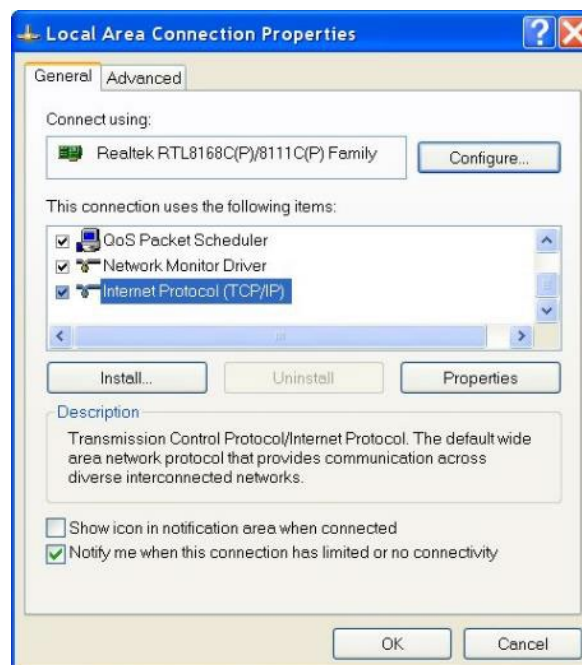 Local Area Connection Properties
General Advanced
Connect using:
Realtek RTL8168C(P)/8111C(P) Family Configure...
This connection uses the following items:
QoS Packet Scheduler
Network Monitor Driver
Internet Protocol (TCP/IP)
Install... Uninstall Properties
Description
Transmission Control Protocol/Internet Protocol. The default wide
area network protocol that provides communication across
diverse interconnected networks.
Show icon in notification area when connected
Notify me when this connection has limited or no connectivity
OK Cancel